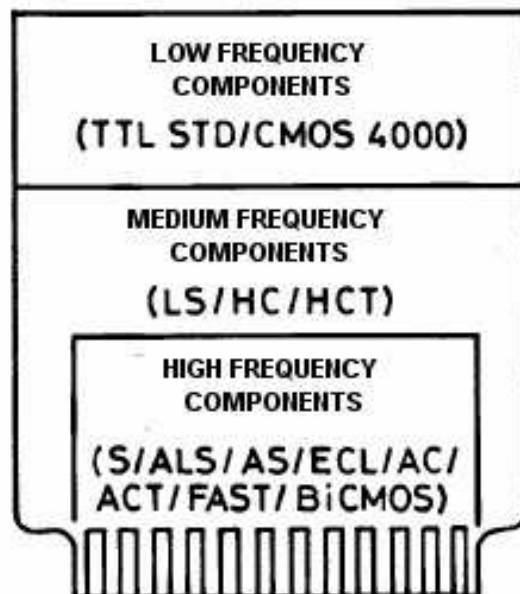 LOW FREQUENCY
COMPONENTS
(TTL STD/CMOS 4000)
MEDIUM FREQUENCY
COMPONENTS
(LS/HC/HCT)
HIGH FREQUENCY
COMPONENTS
(S/ALS/AS/ECL/AC/
ACT/FAST/BiCMOS)